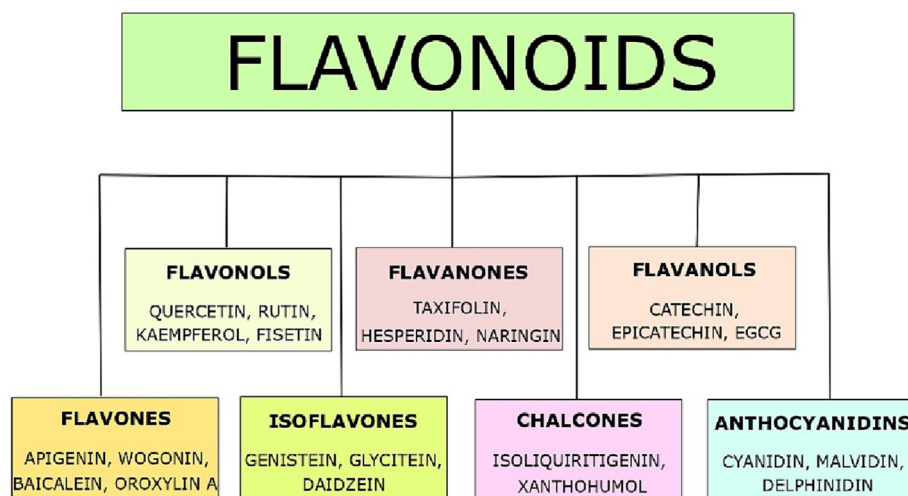 FLAVONOIDS
FLAVONOLS
QUERCETIN, RUTIN,
KAEMPFEROL, FISETIN
FLAVANONES
TAXIFOLIN,
HESPERIDIN, NARINGIN
FLAVANOLS
CATECHIN,
EPICATECHIN, EGCG
FLAVONES
APIGENIN, WOGONIN,
BAICALEIN, OROXYLIN A
ISOFLAVONES
GENISTEIN, GLYCITEIN,
DAIDZEIN
CHALCONES
ISOLIQUIRITIGENIN,
XANTHOHUMOL
ANTHOCYANIDINS
CYANIDIN, MALVIDIN,
DELPHINIDIN